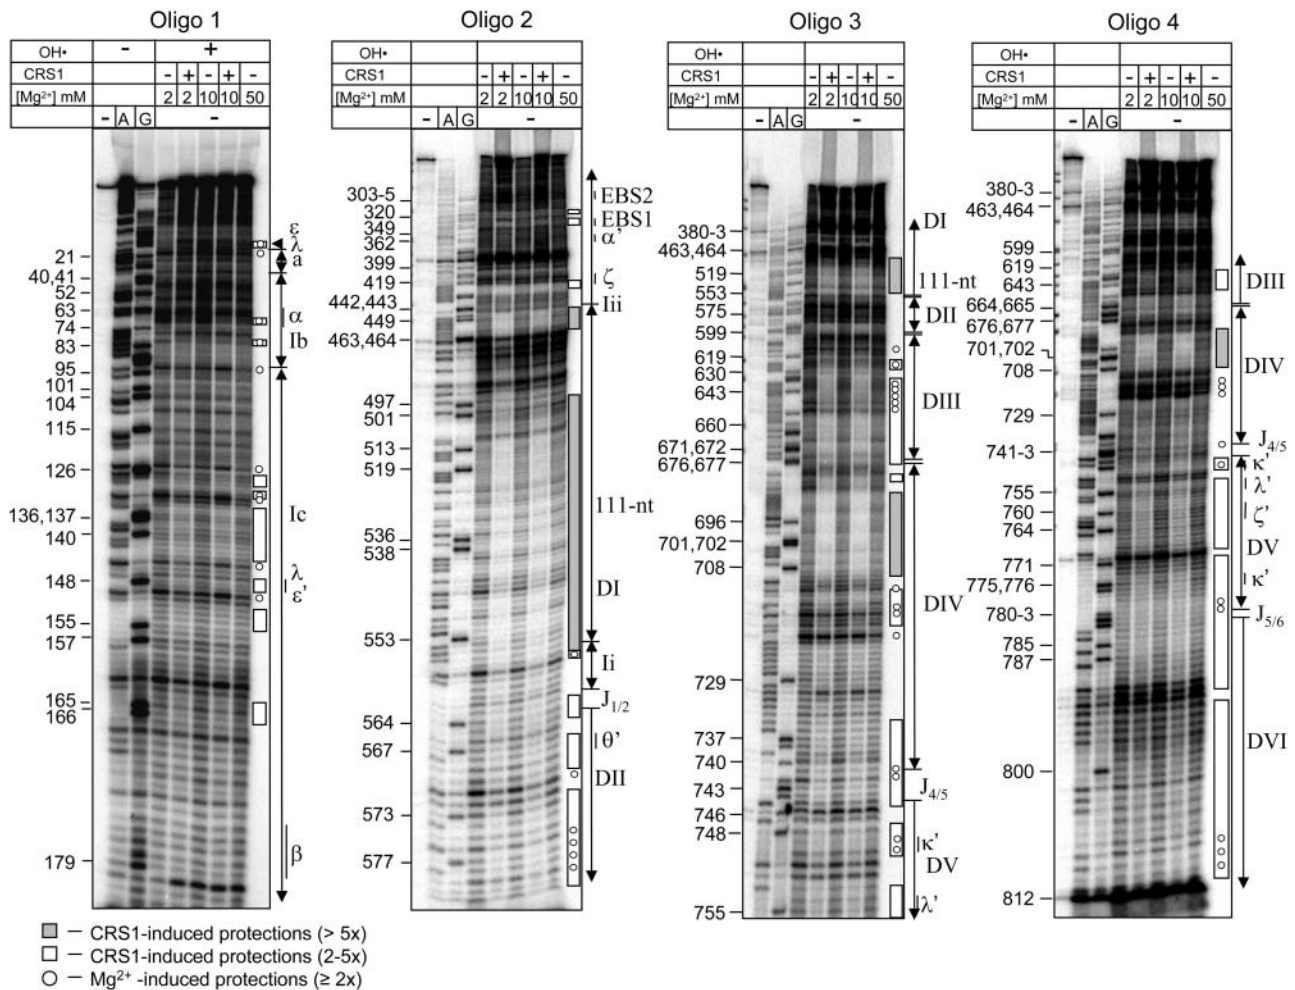 Oligo 1
OH•
- +
CRS1
- + - + -
[Mg2+] mM
2 2 10 10 50
- A G -
21
40,41
52
63
74
83
95
101
104
115
126
136,137
140
148
155
157
165
166
179
ε
λ
a
α
Ib
Ic
λ
ε'
β
Oligo 2
OH•
CRS1
- + - + -
[Mg2+] mM
2 2 10 10 50
- A G -
303-5
320
349
362
399
419
442,443
449
463,464
497
501
513
519
536
538
553
564
567
573
577
EBS2
EBS1
α'
ζ
Iii
111-nt
DI
Ii
J1/2
θ'
DII
Oligo 3
OH•
CRS1
- + - + -
[Mg2+] mM
2 2 10 10 50
- A G -
380-3
463,464
519
553
575
599
619
630
643
660
671,672
676,677
696
701,702
708
729
737
740
743
746
748
755
DI
111-nt
DII
DIII
DIV
J4/5
κ'
DV
λ'
Oligo 4
OH•
CRS1
- + - + -
[Mg2+] mM
2 2 10 10 50
- A G -
380-3
463,464
599
619
643
664,665
676,677
701,702
708
729
741-3
755
760
764
771
775,776
780-3
785
787
800
812
DIII
DIV
J4/5
κ'
λ'
ζ'
DV
κ'
J5/6
DVI
– CRS1-induced protections (> 5x)
– CRS1-induced protections (2-5x)
– Mg2+ -induced protections (≥ 2x)